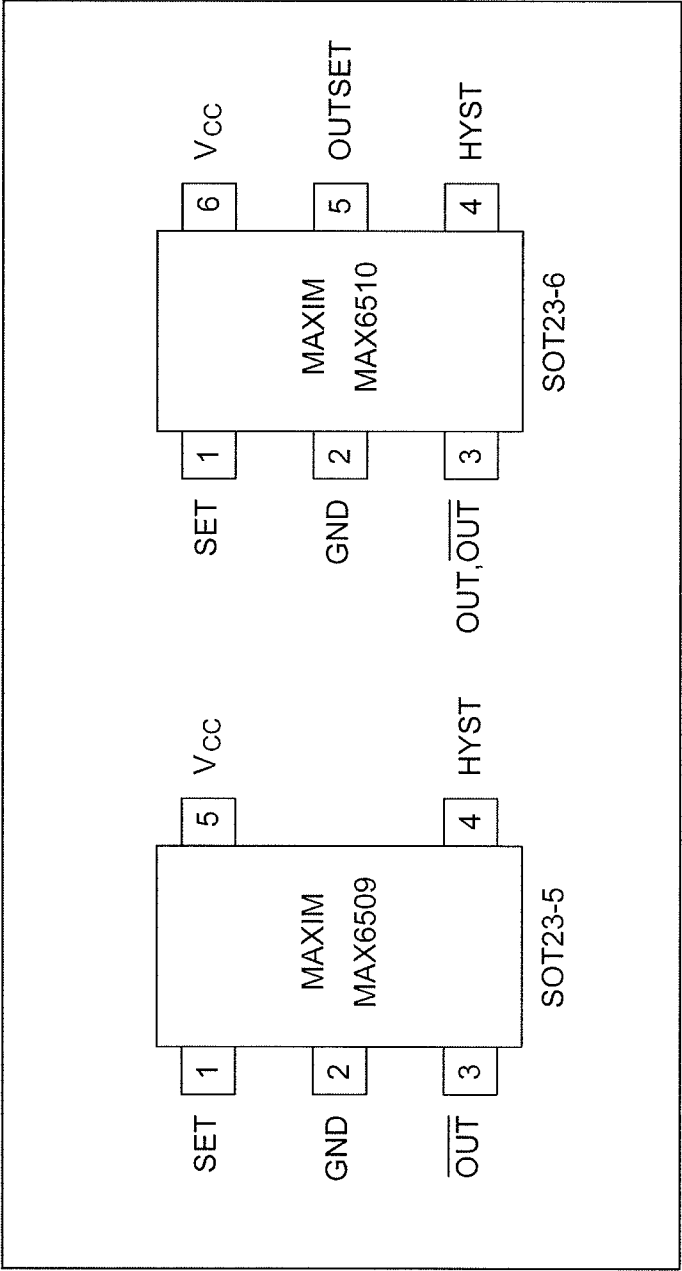 SET
1
5
VCC
GND
2
MAXIM
MAX6509
OUT
3
4
HYST
SOT23-5
SET
1
6
VCC
GND
2
MAXIM
MAX6510
5
OUTSET
OUT,OUT
3
4
HYST
SOT23-6